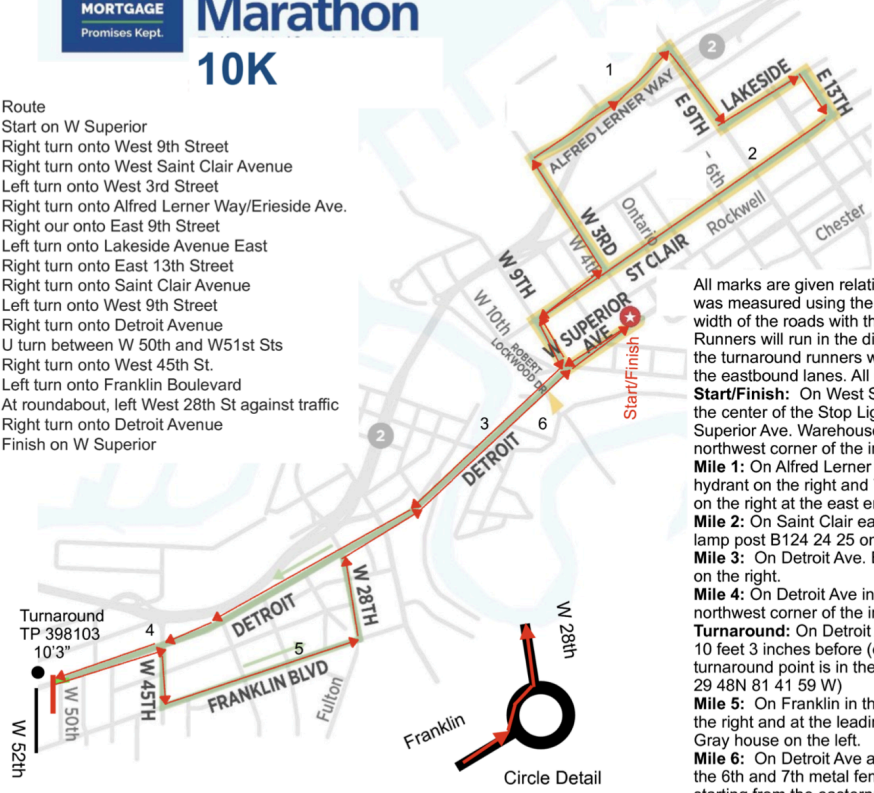 MORTGAGE
Promises Kept.
Marathon
10K
Route
Start on W Superior
Right turn onto West 9th Street
Right turn onto West Saint Clair Avenue
Left turn onto West 3rd Street
Right turn onto Alfred Lerner Way/Erieside Ave.
Right our onto East 9th Street
Left turn onto Lakeside Avenue East
Right turn onto East 13th Street
Right turn onto Saint Clair Avenue
Left turn onto West 9th Street
Right turn onto Detroit Avenue
U turn between W 50th and W51st Sts
Right turn onto West 45th St.
Left turn onto Franklin Boulevard
At roundabout, left West 28th St against traffic
Right turn onto Detroit Avenue
Finish on W Superior
1
2
ALFRED LERNER WAY
E 9TH
LAKESIDE
E 13TH
2
6th
Rockwell
Chester
Ontario
W 3RD
W 4th
ST CLAIR
W 9TH
W 10th
W SUPERIOR
AVE
ROBERT
LOCKWOOD DR
Start/Finish
3
6
DETROIT
2
W 28TH
DETROIT
4
5
W 45TH
FRANKLIN BLVD
Fulton
Turnaround
TP 398103
10'3"
W 50th
W 52th
W 28th
Franklin
Circle Detail
All marks are given relati
was measured using the
width of the roads with th
Runners will run in the di
the turnaround runners w
the eastbound lanes. All
Start/Finish: On West S
the center of the Stop Lig
Superior Ave. Warehouse
northwest corner of the in
Mile 1: On Alfred Lerner
hydrant on the right and
on the right at the east en
Mile 2: On Saint Clair ea
lamp post B124 24 25 or
Mile 3: On Detroit Ave. E
on the right.
Mile 4: On Detroit Ave in
northwest corner of the in
Turnaround: On Detroit
10 feet 3 inches before (
turnaround point is in the
29 48N 81 41 59 W)
Mile 5: On Franklin in th
the right and at the leadin
Gray house on the left.
Mile 6: On Detroit Ave a
the 6th and 7th metal fen